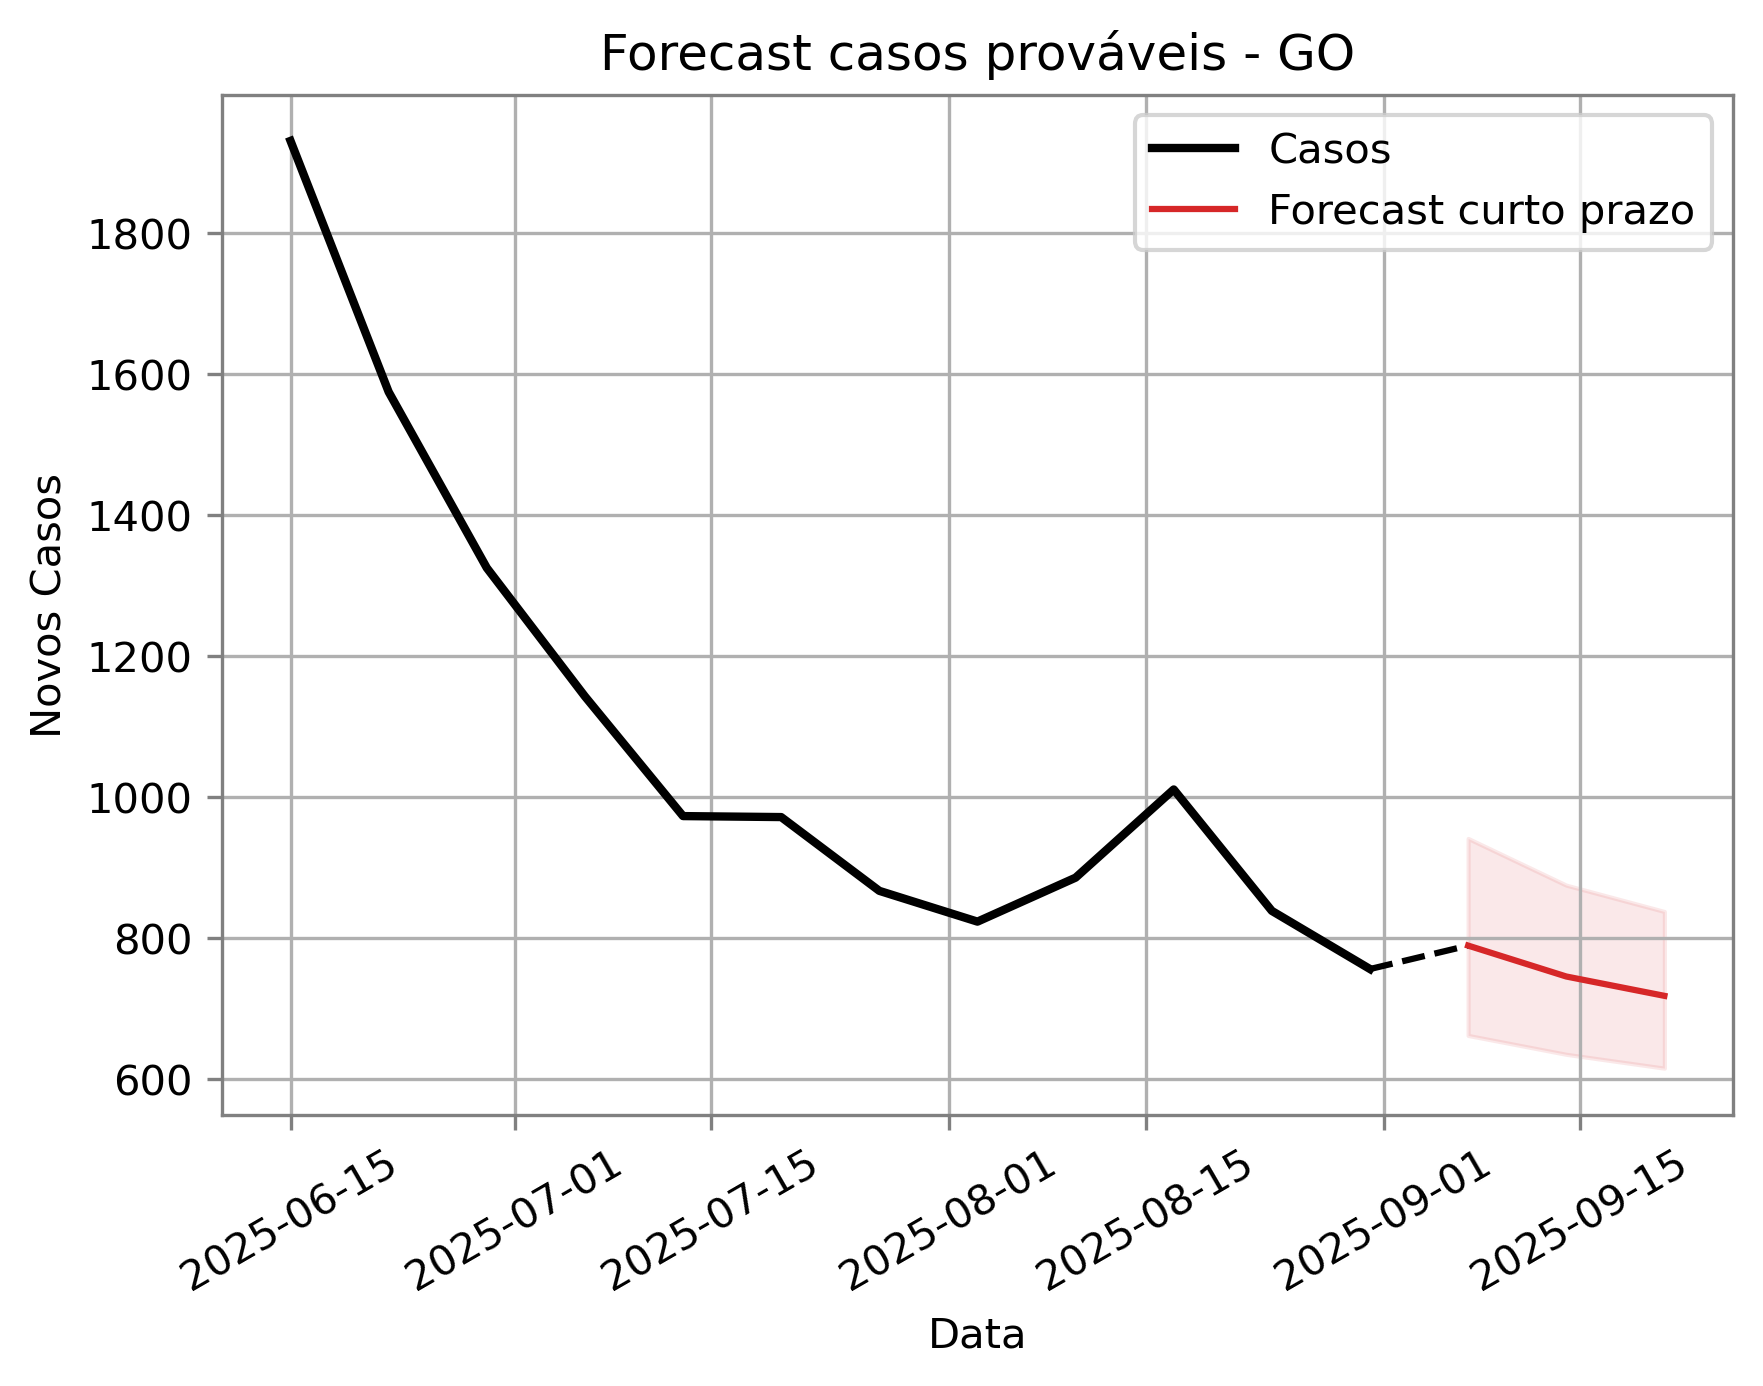 Forecast casos prováveis - GO
Casos
Forecast curto prazo
Novos Casos
1800
1600
1400
1200
1000
800
600
2025-06-15
2025-07-01
2025-07-15
2025-08-01
2025-08-15
2025-09-01
2025-09-15
Data